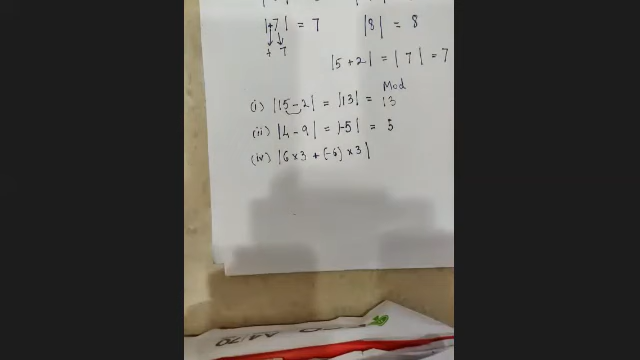 |+7| = 7 |8| = 8
+ 7
|5 + 2| = |7| = 7
Mod
(i) |15 - 2| = |13| = 13
(ii) |4 - 9| = |-5| = 5
(iv) |6 × 3 + (-6) × 3|